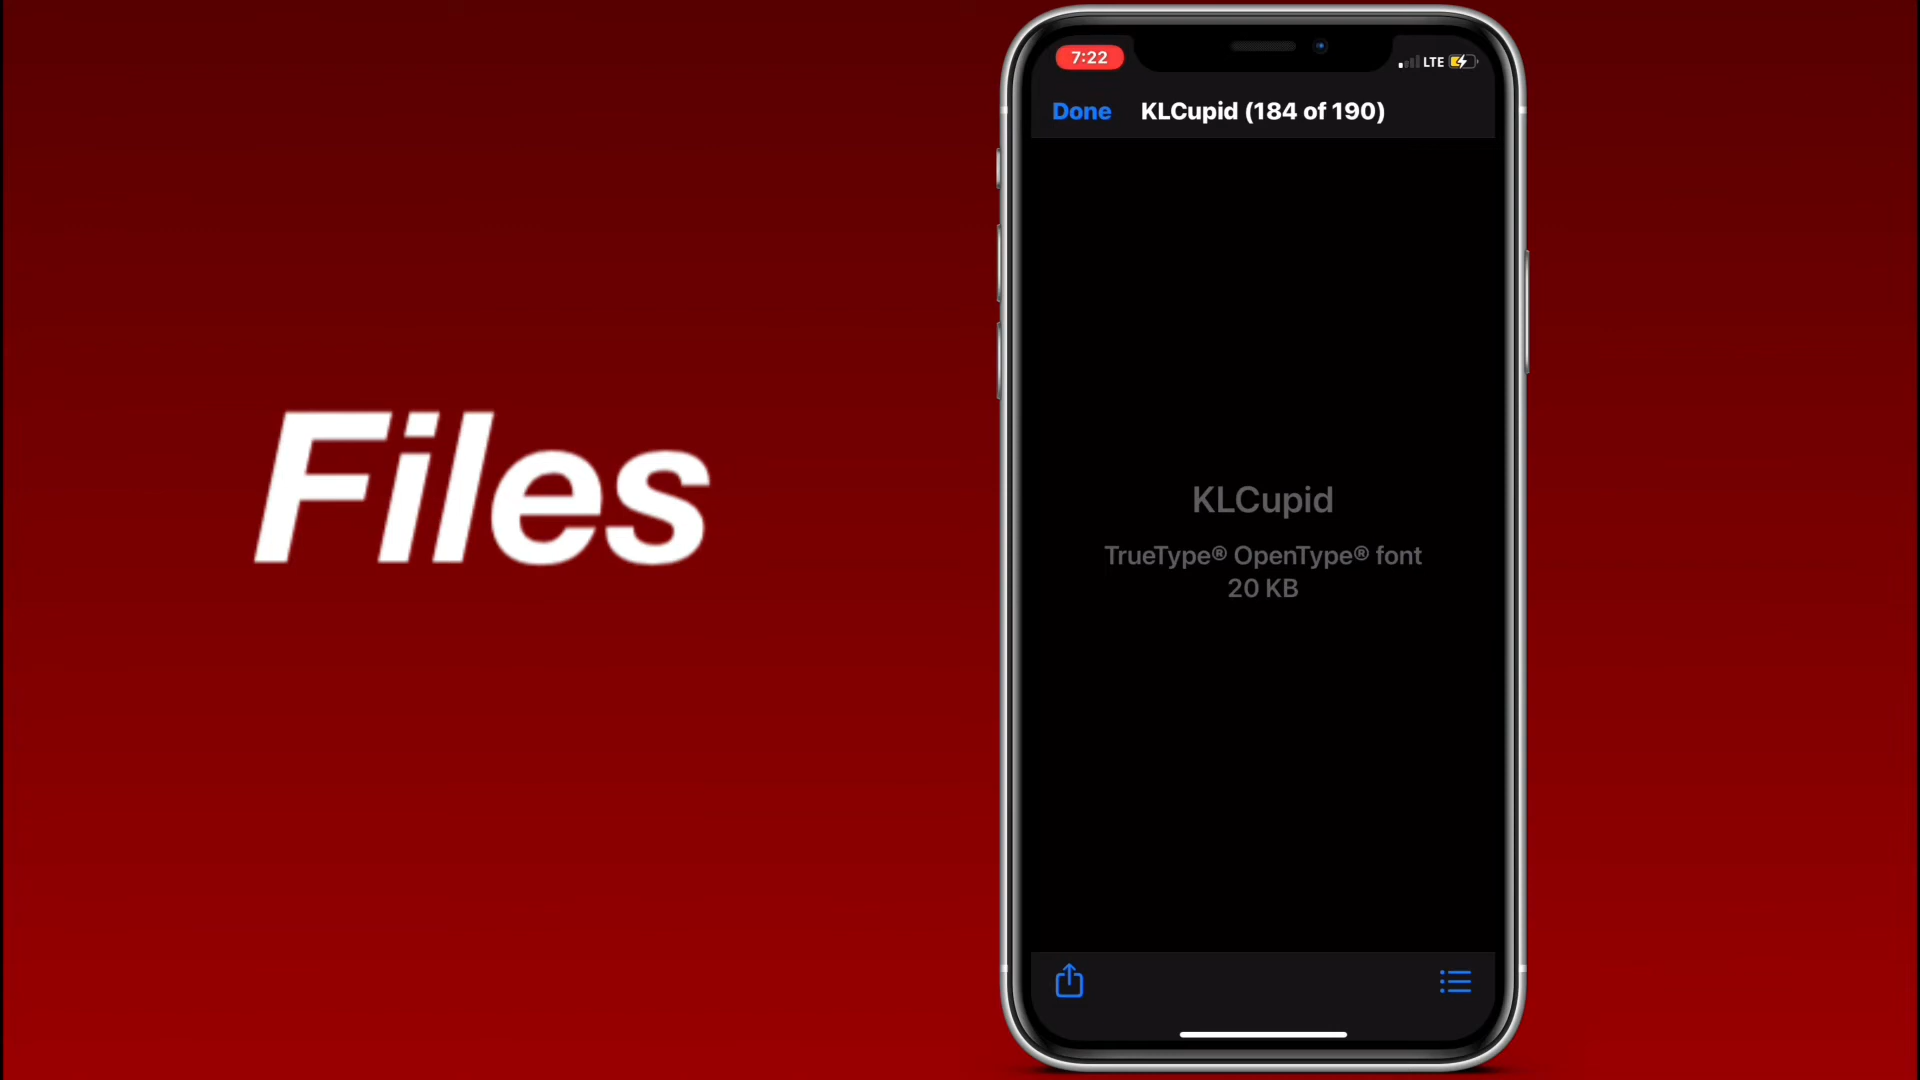 Files
7:22
LTE
Done
KLCupid (184 of 190)
KLCupid
TrueType® OpenType® font
20 KB